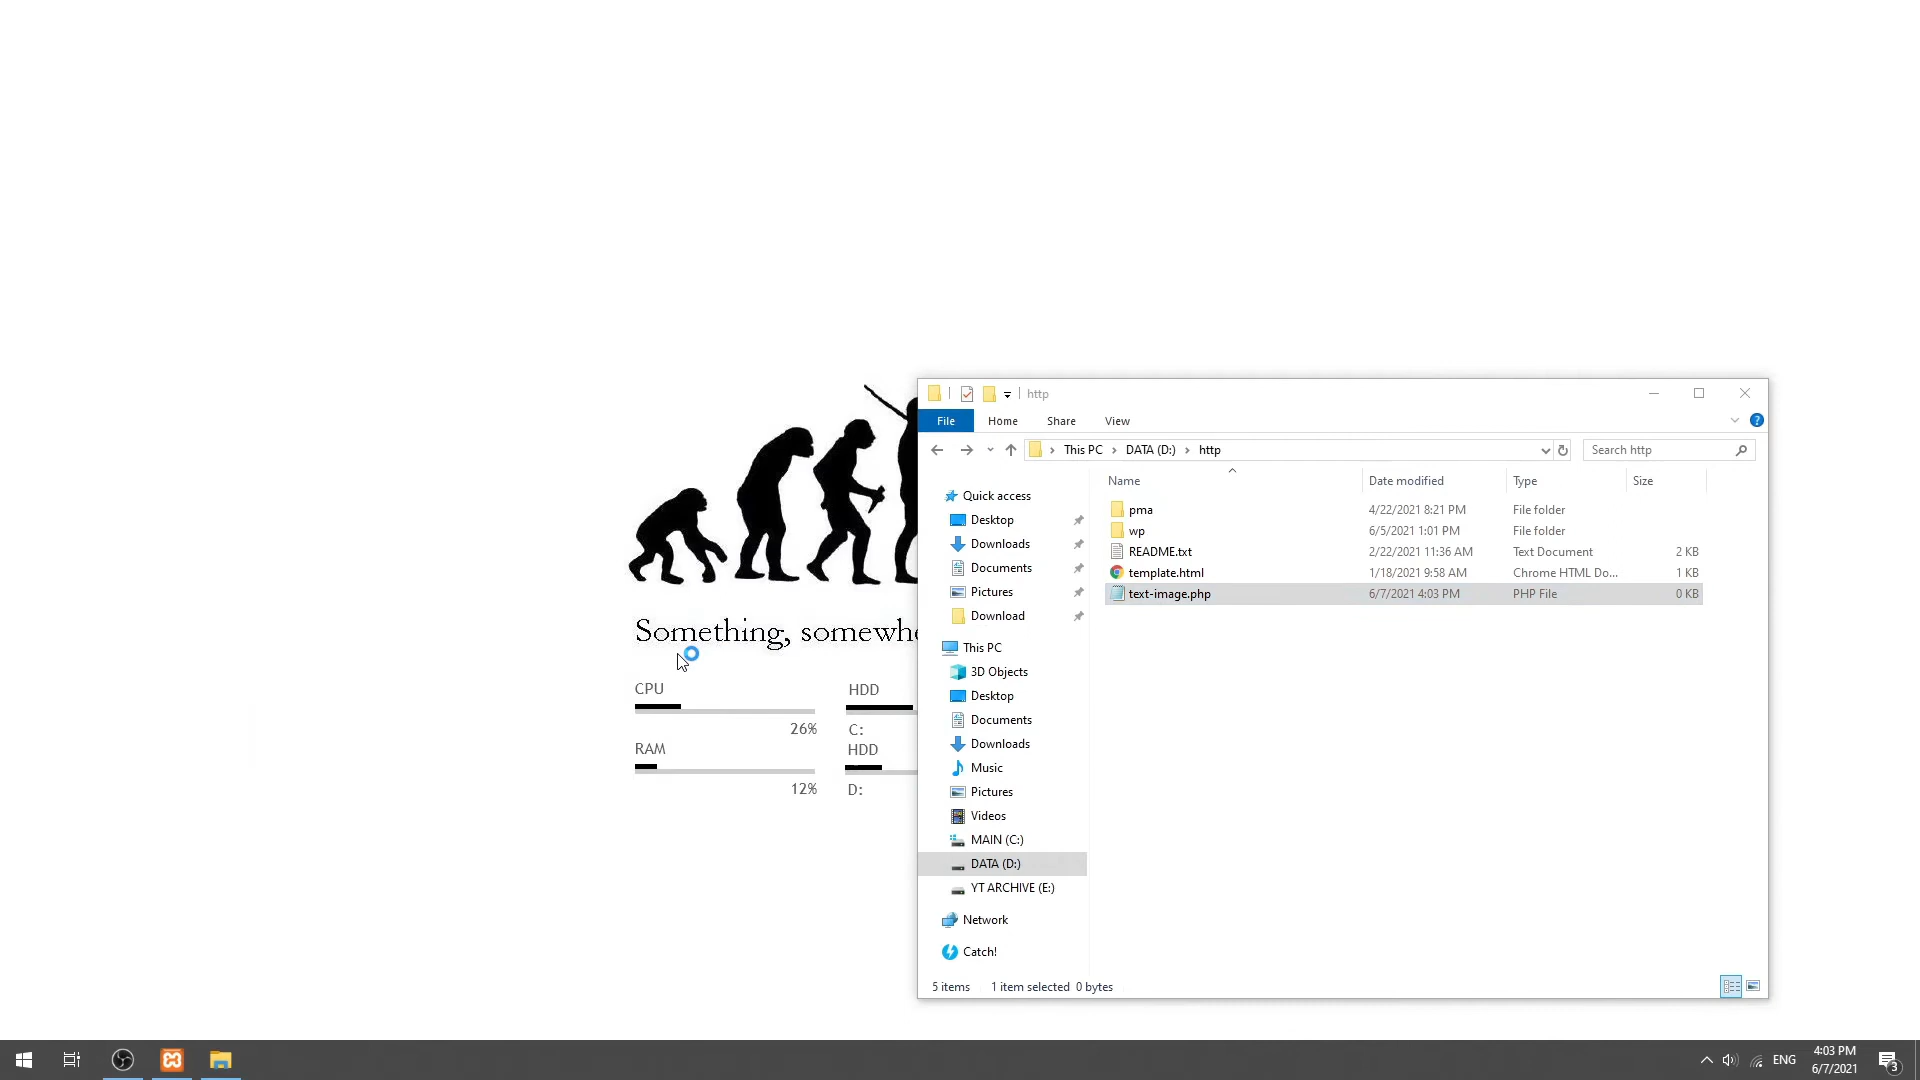 http
File Home Share View
This PC DATA (D:) http
Search http
Name Date modified Type Size
pma 4/22/2021 8:21 PM File folder
wp 6/5/2021 1:01 PM File folder
README.txt 2/22/2021 11:36 AM Text Document 2 KB
template.html 1/18/2021 9:58 AM Chrome HTML Do... 1 KB
text-image.php 6/7/2021 4:03 PM PHP File 0 KB
Quick access
Desktop
Downloads
Documents
Pictures
Download
This PC
3D Objects
Desktop
Documents
Downloads
Music
Pictures
Videos
MAIN (C:)
DATA (D:)
YT ARCHIVE (E:)
Network
Catch!
5 items 1 item selected 0 bytes
Something, somewhe
CPU
26%
RAM
12%
HDD
C:
HDD
D:
ENG
4:03 PM
6/7/2021
3